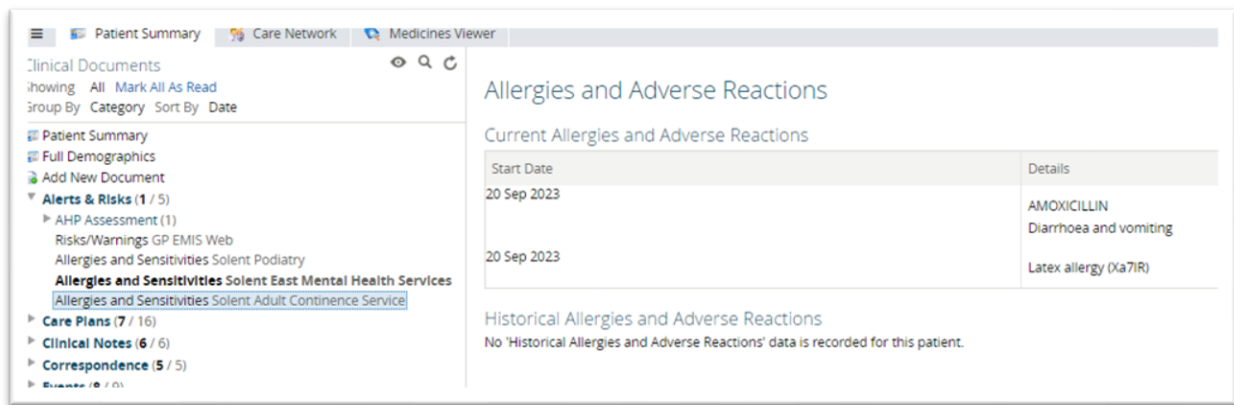 Patient Summary Care Network Medicines Viewer
Clinical Documents
Showing All Mark All As Read
Group By Category Sort By Date
Patient Summary
Full Demographics
Add New Document
Alerts & Risks (1 / 5)
AHP Assessment (1)
Risks/Warnings GP EMIS Web
Allergies and Sensitivities Solent Podiatry
Allergies and Sensitivities Solent East Mental Health Services
Allergies and Sensitivities Solent Adult Continence Service
Care Plans (7 / 16)
Clinical Notes (6 / 6)
Correspondence (5 / 5)
Events (8 / 9)
Allergies and Adverse Reactions
Current Allergies and Adverse Reactions
Start Date Details
20 Sep 2023
AMOXICILLIN
Diarrhoea and vomiting
20 Sep 2023
Latex allergy (Xa7IR)
Historical Allergies and Adverse Reactions
No 'Historical Allergies and Adverse Reactions' data is recorded for this patient.